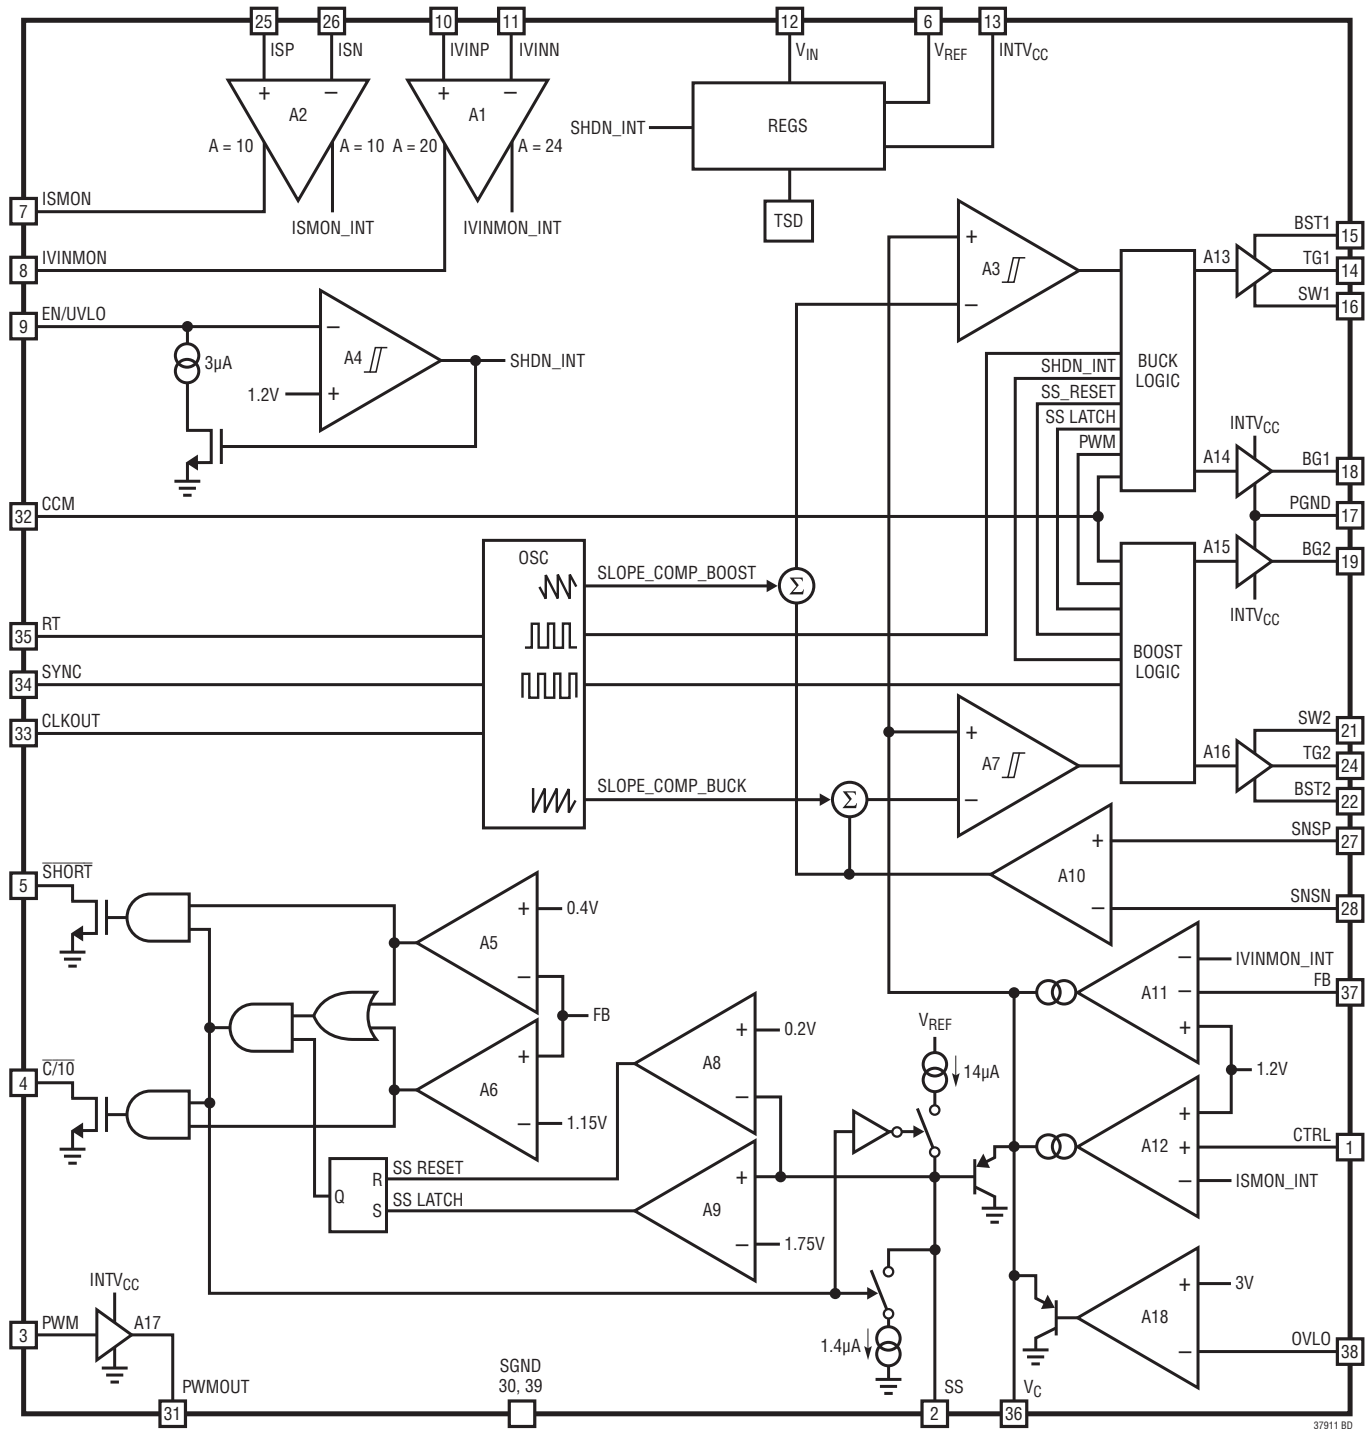 25 26 10 11 12 6 13
ISP ISN IVINP IVINN VIN VREF INTVCC
+ − + −
A2 A1
A = 10 A = 10 A = 20 A = 24
SHDN_INT REGS
TSD
7 ISMON
ISMON_INT IVINMON_INT
8 IVINMON
9 EN/UVLO
−
A4
+
3µA
1.2V
SHDN_INT
+
A3
−
BUCK
LOGIC
SHDN_INT
SS_RESET
SS LATCH
PWM
A13
BST1 15
TG1 14
SW1 16
INTVCC
A14
BG1 18
PGND 17
A15
BG2 19
INTVCC
32 CCM
OSC
SLOPE_COMP_BOOST
Σ
35 RT
34 SYNC
33 CLKOUT
BOOST
LOGIC
SLOPE_COMP_BUCK
Σ
+
A7
−
A16
SW2 21
TG2 24
BST2 22
SNSP 27
+
A10
−
SNSN 28
5 SHORT
+ 0.4V
A5
−
FB
+
A6
− 1.15V
4 C/10
+ 0.2V
A8
−
+
A9
− 1.75V
R SS RESET
Q
S SS LATCH
VREF
14µA
1.4µA
− IVINMON_INT
A11 − FB 37
+
1.2V
+
A12 + CTRL 1
− ISMON_INT
+ 3V
A18
− OVLO 38
INTVCC
3 PWM A17
PWMOUT
31
SGND
30, 39
SS
2
VC
36
37911 BD